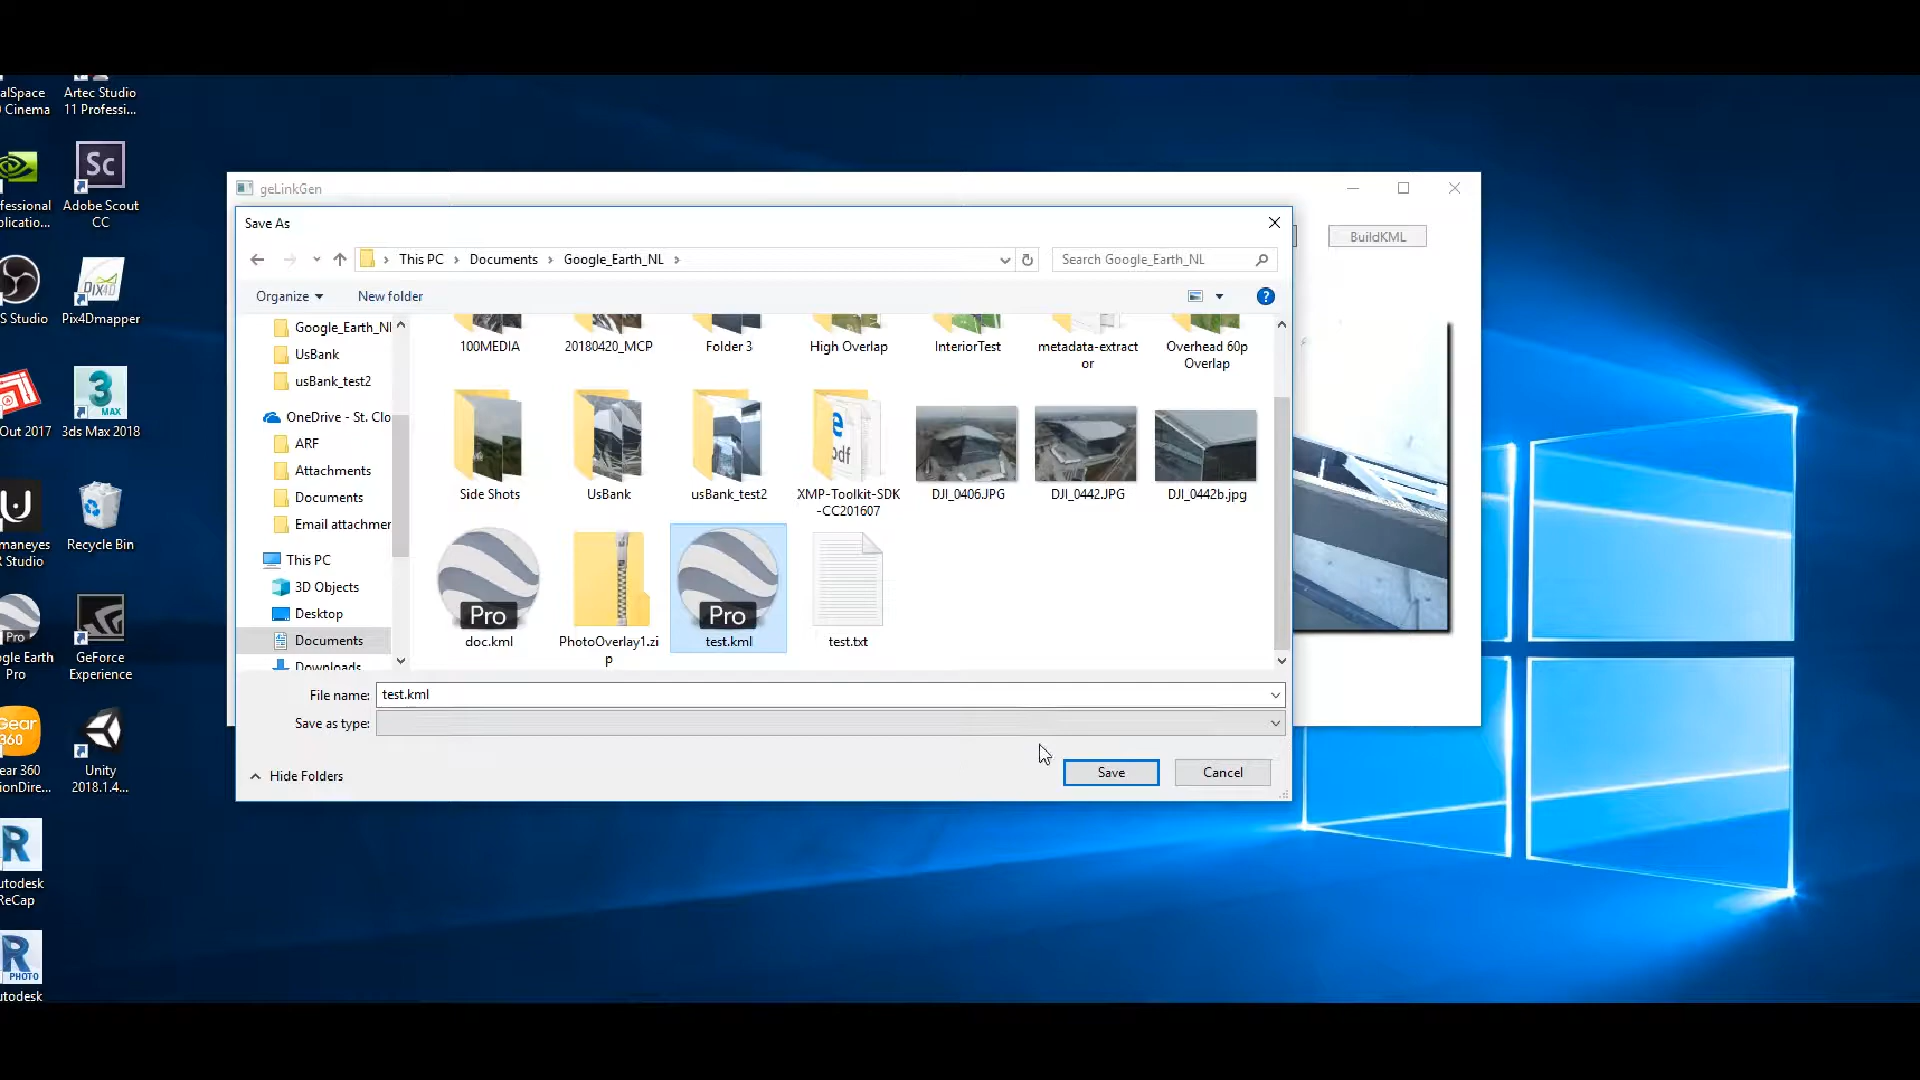 alSpace
Cinema
Artec Studio
11 Professi...
Sc
fessional
plicatio...
Adobe Scout
CC
S Studio
PIX4D
Pix4Dmapper
Out 2017
3
MAX
3ds Max 2018
maneyes
Studio
Recycle Bin
Pro
gle Earth
Pro
GeForce
Experience
Gear
360
ear 360
ionDire...
Unity
2018.1.4...
R
utodesk
ReCap
R
PHOTO
utodesk
geLinkGen
BuildKML
Save As
This PC
Documents
Google_Earth_NL
Search Google_Earth_NL
Organize
New folder
?
Google_Earth_NL
UsBank
usBank_test2
OneDrive - St. Clo
ARF
Attachments
Documents
Email attachmer
This PC
3D Objects
Desktop
Documents
Downloads
100MEDIA
20180420_MCP
Folder 3
High Overlap
InteriorTest
metadata-extract
or
Overhead 60p
Overlap
Side Shots
UsBank
usBank_test2
e
pdf
XMP-Toolkit-SDK
-CC201607
DJI_0406.JPG
DJI_0442.JPG
DJI_0442b.jpg
Pro
doc.kml
PhotoOverlay1.zi
p
Pro
test.kml
test.txt
File name:
test.kml
Save as type:
Hide Folders
Save
Cancel